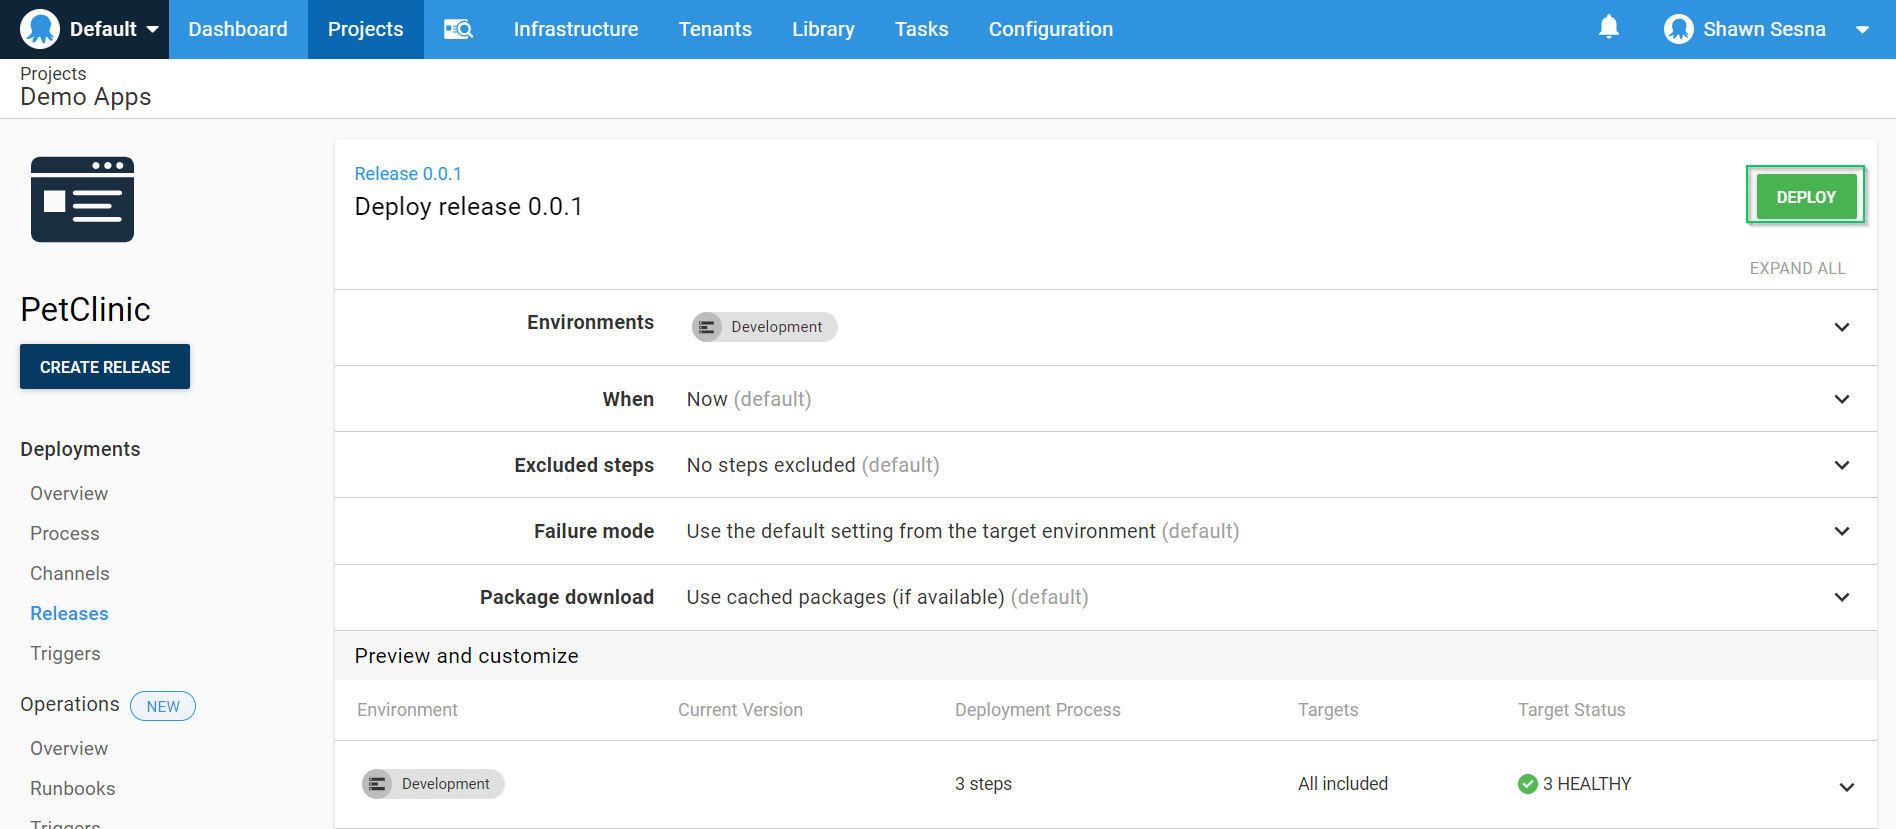 Default Dashboard Projects Infrastructure Tenants Library Tasks Configuration Shawn Sesna
Projects
Demo Apps
PetClinic
CREATE RELEASE
Deployments
Overview
Process
Channels
Releases
Triggers
Operations NEW
Overview
Runbooks
Triggers
Release 0.0.1
Deploy release 0.0.1
DEPLOY
EXPAND ALL
Environments Development
When Now (default)
Excluded steps No steps excluded (default)
Failure mode Use the default setting from the target environment (default)
Package download Use cached packages (if available) (default)
Preview and customize
Environment Current Version Deployment Process Targets Target Status
Development 3 steps All included 3 HEALTHY